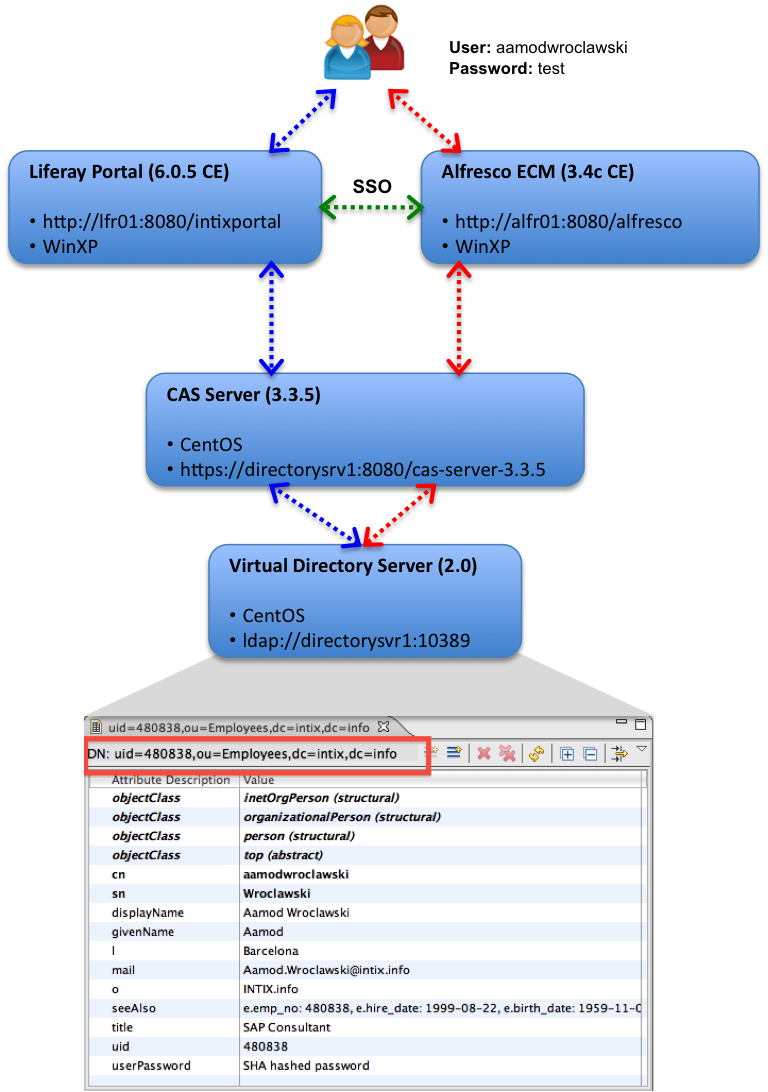 User: aamodwroclawski
Password: test
Liferay Portal (6.0.5 CE)
• http://lfr01:8080/intixportal
• WinXP
SSO
Alfresco ECM (3.4c CE)
• http://alfr01:8080/alfresco
• WinXP
CAS Server (3.3.5)
• CentOS
• https://directorysrv1:8080/cas-server-3.3.5
Virtual Directory Server (2.0)
• CentOS
• ldap://directorysvr1:10389
uid=480838,ou=Employees,dc=intix,dc=info
DN: uid=480838,ou=Employees,dc=intix,dc=info
Attribute Description Value
objectClass inetOrgPerson (structural)
objectClass organizationalPerson (structural)
objectClass person (structural)
objectClass top (abstract)
cn aamodwroclawski
sn Wroclawski
displayName Aamod Wroclawski
givenName Aamod
l Barcelona
mail Aamod.Wroclawski@intix.info
o INTIX.info
seeAlso e.emp_no: 480838, e.hire_date: 1999-08-22, e.birth_date: 1959-11-0
title SAP Consultant
uid 480838
userPassword SHA hashed password